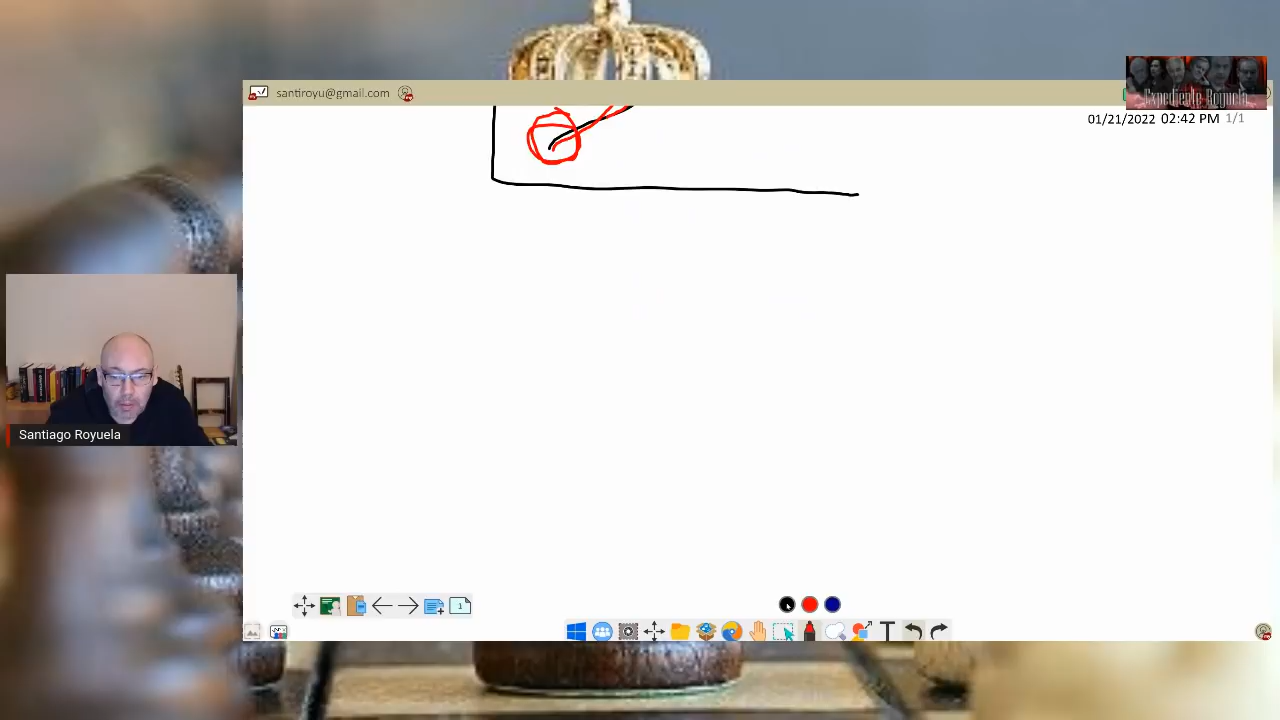 santiroyu@gmail.com
Expediente Royuela
01/21/2022 02:42 PM 1/1
Santiago Royuela
1
T